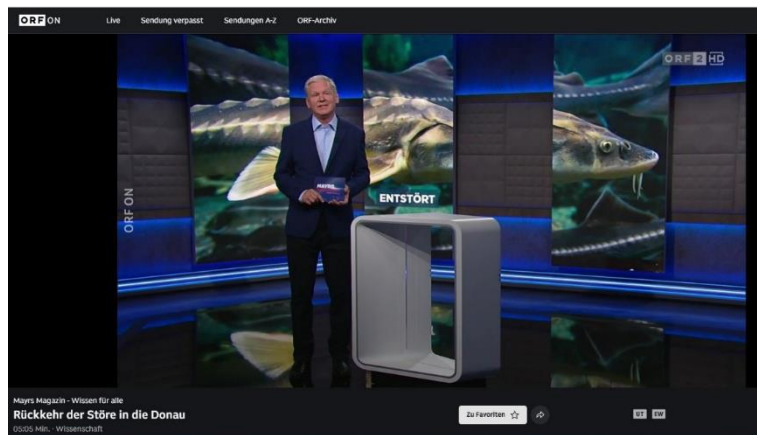 ORF ON Live Sendung verpasst Sendungen A-Z ORF-Archiv
ORF 2 HD
ORF ON
MAYRS
ENTSTÖRT
Mayrs Magazin - Wissen für alle
Rückkehr der Störe in die Donau
05:05 Min. · Wissenschaft
Zu Favoriten
UT EW